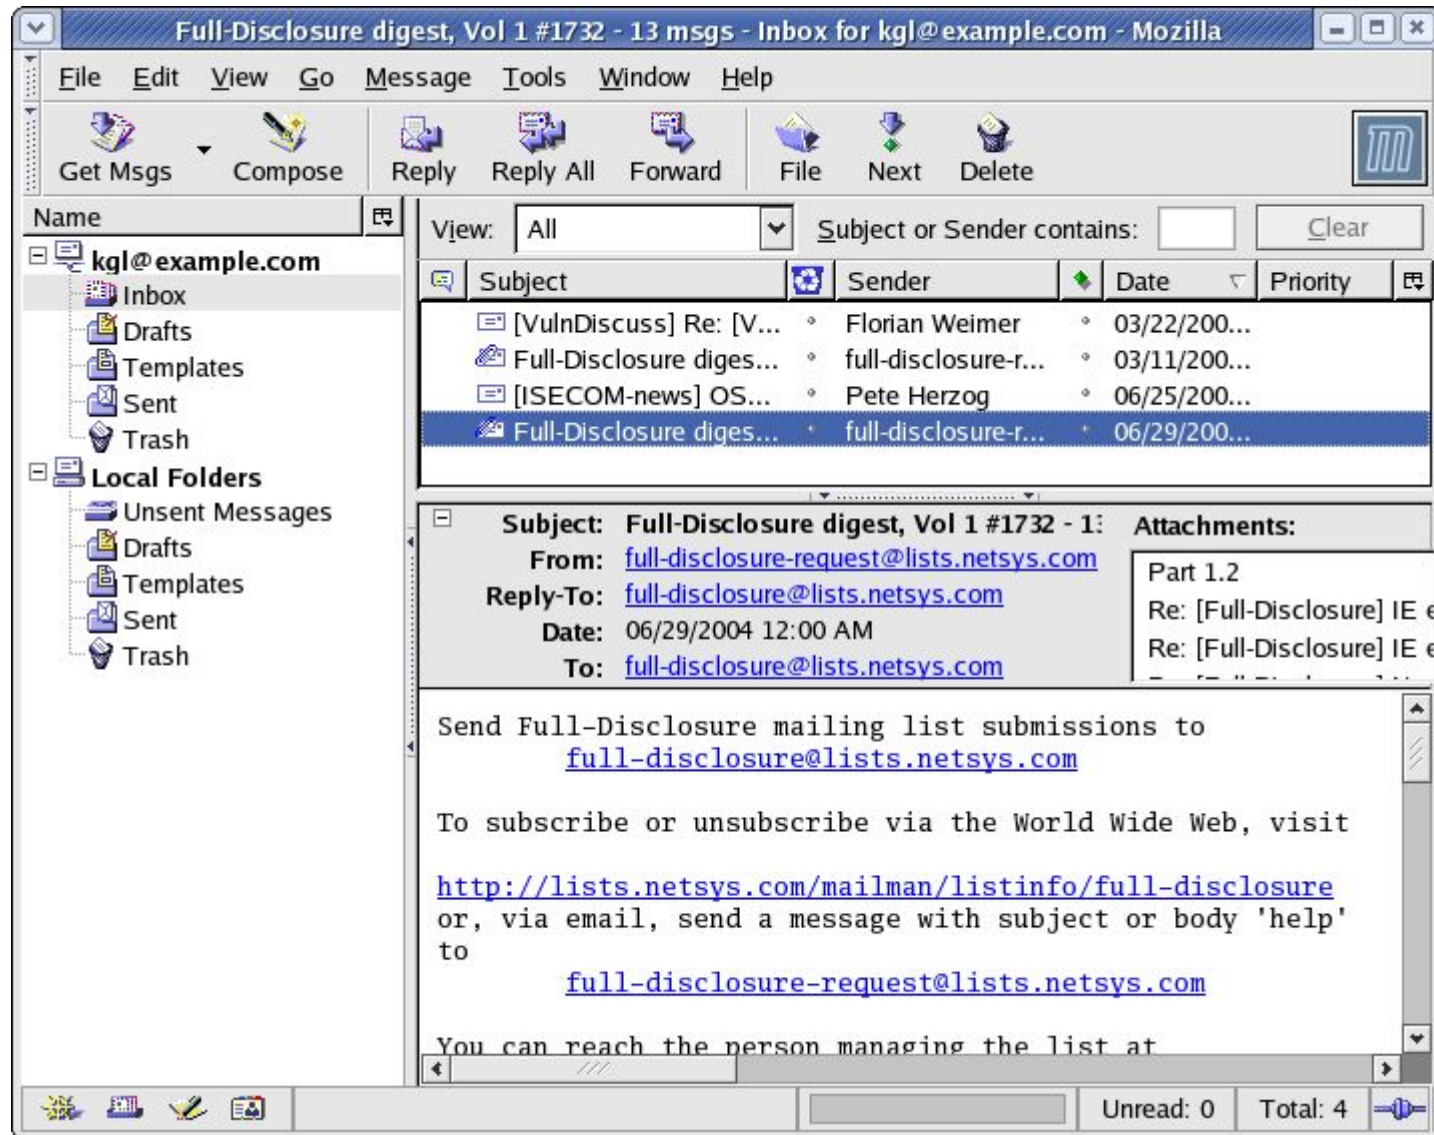 Full-Disclosure digest, Vol 1 #1732 - 13 msgs - Inbox for kgl@example.com - Mozilla
File Edit View Go Message Tools Window Help
Get Msgs Compose Reply Reply All Forward File Next Delete
Name
kgl@example.com
Inbox
Drafts
Templates
Sent
Trash
Local Folders
Unsent Messages
Drafts
Templates
Sent
Trash
View: All Subject or Sender contains: Clear
Subject Sender Date Priority
[VulnDiscuss] Re: [V... Florian Weimer 03/22/200...
Full-Disclosure diges... full-disclosure-r... 03/11/200...
[ISECOM-news] OS... Pete Herzog 06/25/200...
Full-Disclosure diges... full-disclosure-r... 06/29/200...
Subject: Full-Disclosure digest, Vol 1 #1732 - 1
From: full-disclosure-request@lists.netsys.com
Reply-To: full-disclosure@lists.netsys.com
Date: 06/29/2004 12:00 AM
To: full-disclosure@lists.netsys.com
Attachments:
Part 1.2
Re: [Full-Disclosure] IE
Re: [Full-Disclosure] IE
Send Full-Disclosure mailing list submissions to
full-disclosure@lists.netsys.com
To subscribe or unsubscribe via the World Wide Web, visit
http://lists.netsys.com/mailman/listinfo/full-disclosure
or, via email, send a message with subject or body 'help'
to
full-disclosure-request@lists.netsys.com
You can reach the person managing the list at
Unread: 0 Total: 4